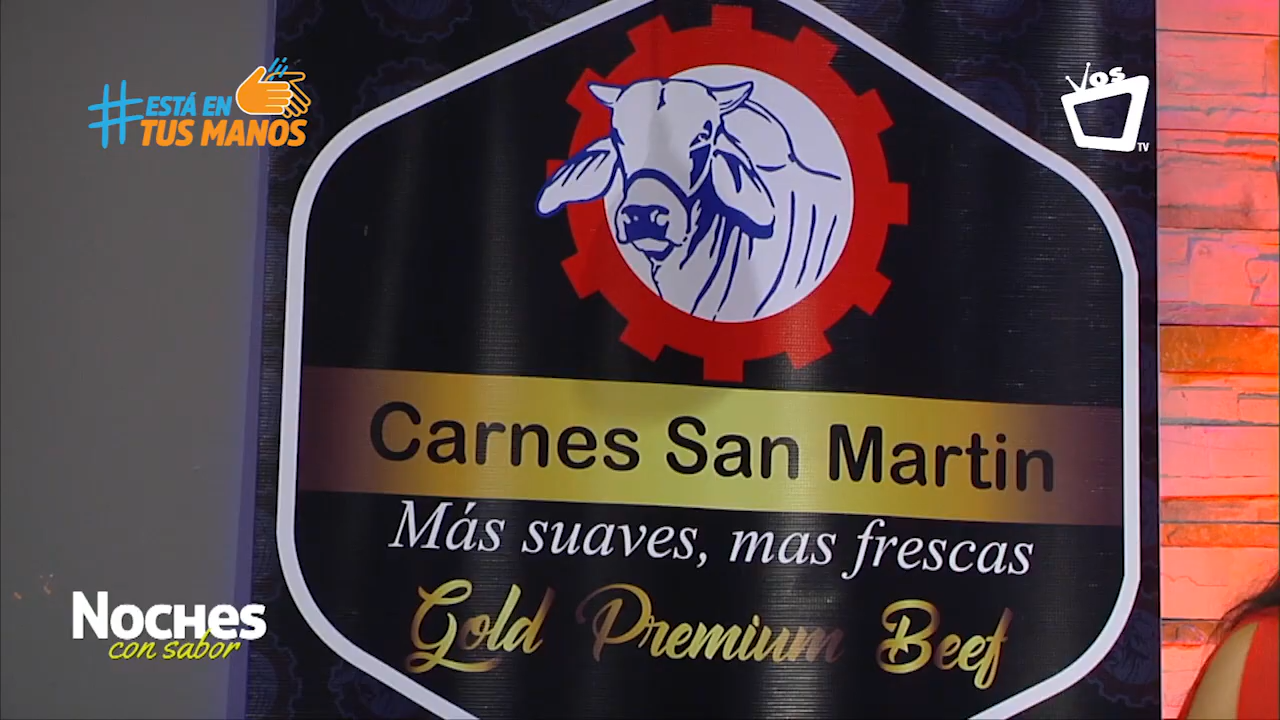 #ESTÁ EN
TUS MANOS
VOS
TV
Carnes San Martin
Más suaves, mas frescas
Gold Premium Beef
NOCHES
con sabor